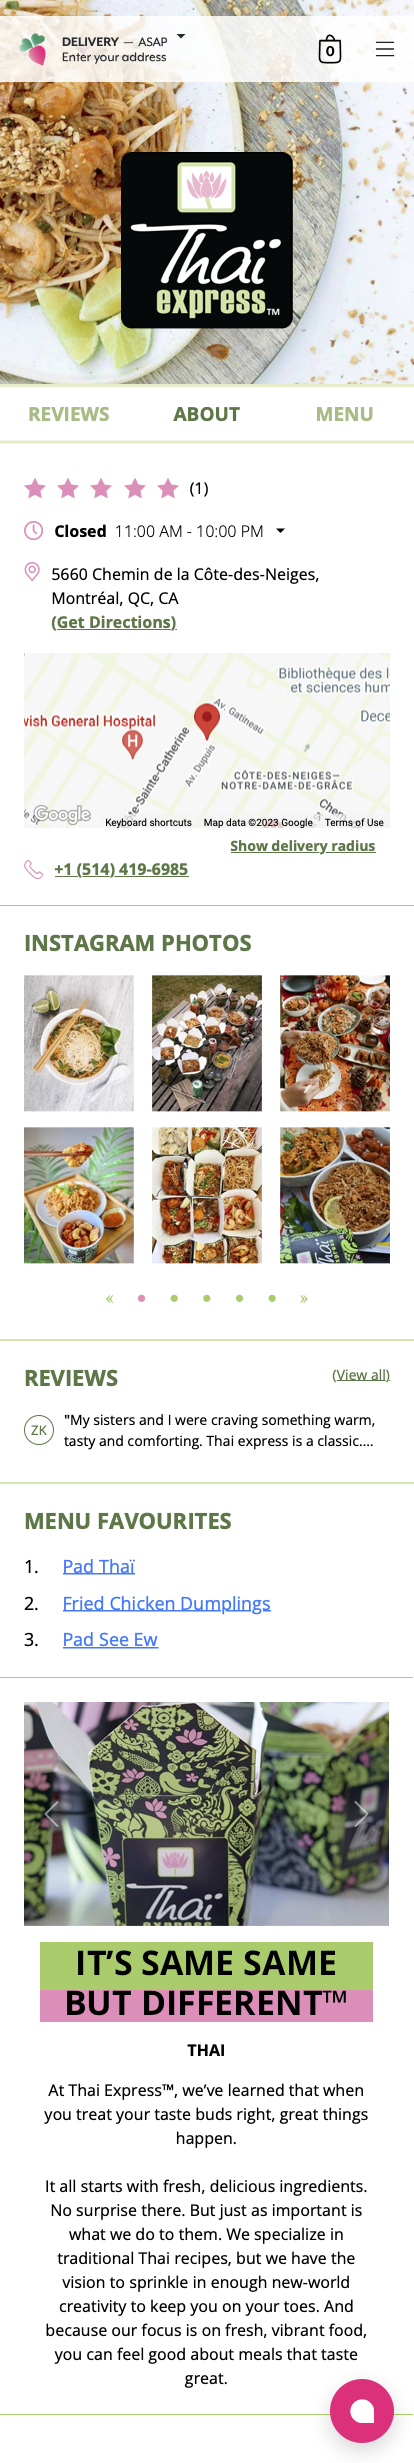 DELIVERY — ASAP
Enter your address
0
Thaï
express™
REVIEWS
ABOUT
MENU
(1)
Closed 11:00 AM - 10:00 PM
5660 Chemin de la Côte-des-Neiges,
Montréal, QC, CA
(Get Directions)
Bibliothèque des l
et sciences hum
Dece
Av. Gatineau
wish General Hospital
H
te-Sainte-Catherine
Av. Dupuis
CÔTE-DES-NEIGES—
NOTRE-DAME-DE-GRÂCE
Chem
Google
Keyboard shortcuts
Map data ©2023 Google
Terms of Use
Show delivery radius
+1 (514) 419-6985
INSTAGRAM PHOTOS
Thaï
« »
REVIEWS
(View all)
ZK
"My sisters and I were craving something warm,
tasty and comforting. Thai express is a classic....
MENU FAVOURITES
1. Pad Thaï
2. Fried Chicken Dumplings
3. Pad See Ew
Thaï
express
IT'S SAME SAME
BUT DIFFERENT™
THAI
At Thai Express™, we've learned that when
you treat your taste buds right, great things
happen.
It all starts with fresh, delicious ingredients.
No surprise there. But just as important is
what we do to them. We specialize in
traditional Thai recipes, but we have the
vision to sprinkle in enough new-world
creativity to keep you on your toes. And
because our focus is on fresh, vibrant food,
you can feel good about meals that taste
great.